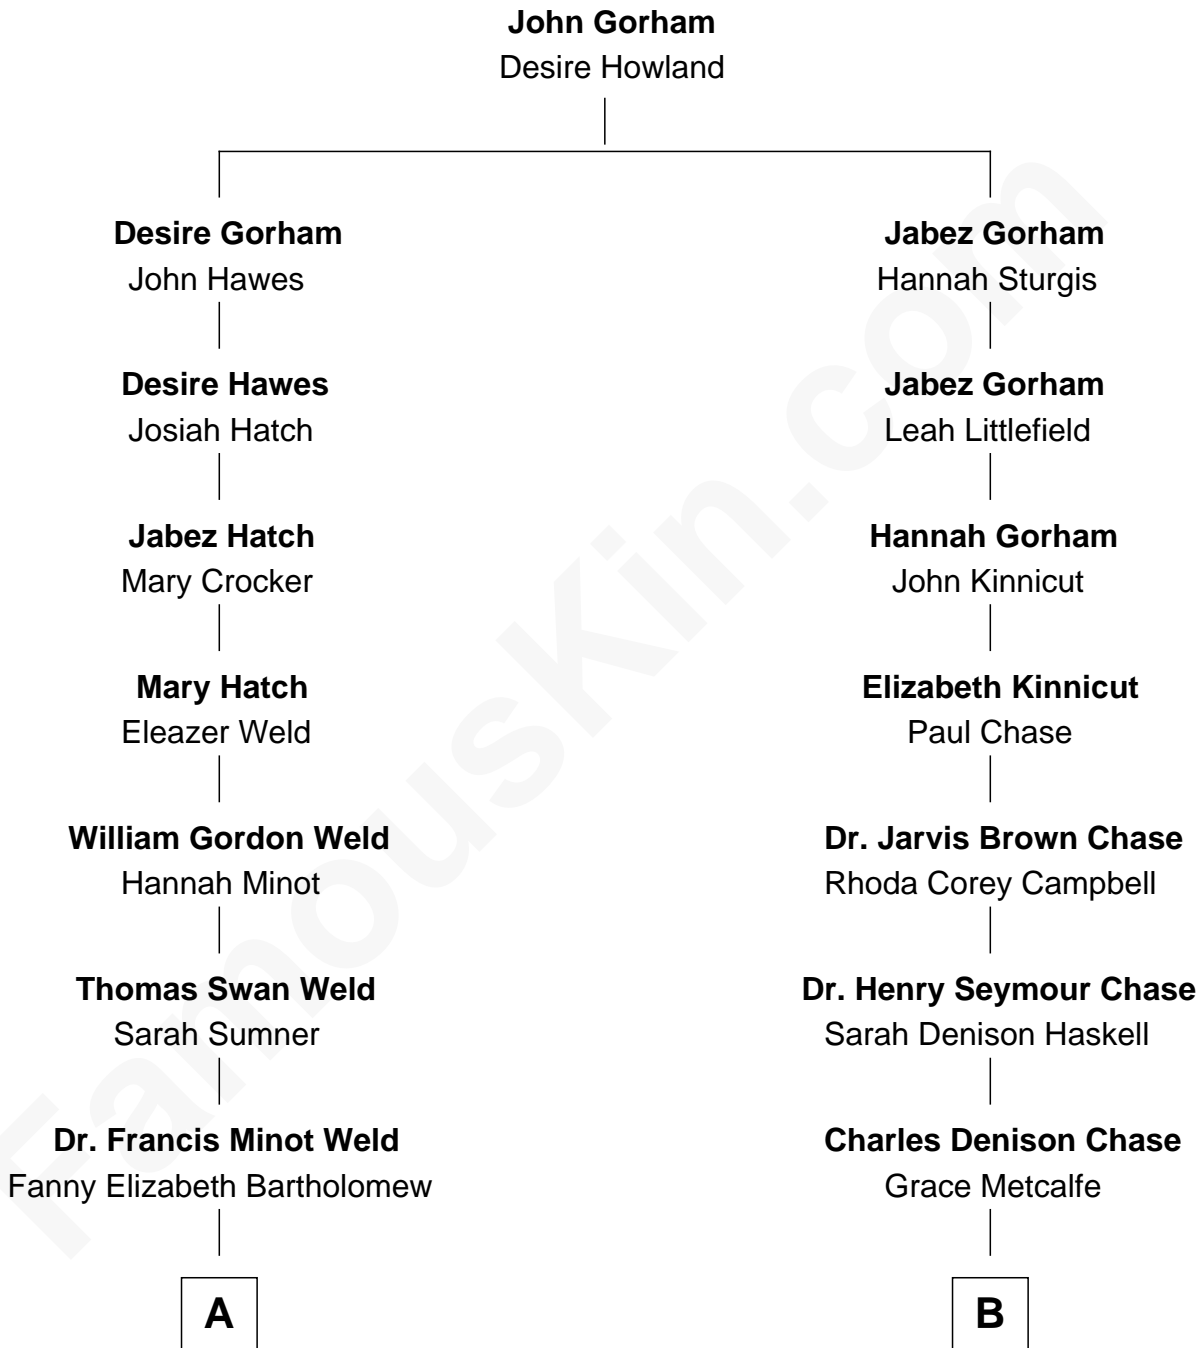 John Gorham
Desire Howland
Desire Gorham
John Hawes
Jabez Gorham
Hannah Sturgis
Desire Hawes
Josiah Hatch
Jabez Gorham
Leah Littlefield
Jabez Hatch
Mary Crocker
Hannah Gorham
John Kinnicut
Mary Hatch
Eleazer Weld
Elizabeth Kinnicut
Paul Chase
William Gordon Weld
Hannah Minot
Dr. Jarvis Brown Chase
Rhoda Corey Campbell
Thomas Swan Weld
Sarah Sumner
Dr. Henry Seymour Chase
Sarah Denison Haskell
Dr. Francis Minot Weld
Fanny Elizabeth Bartholomew
Charles Denison Chase
Grace Metcalfe
A
B
FamousKin.com